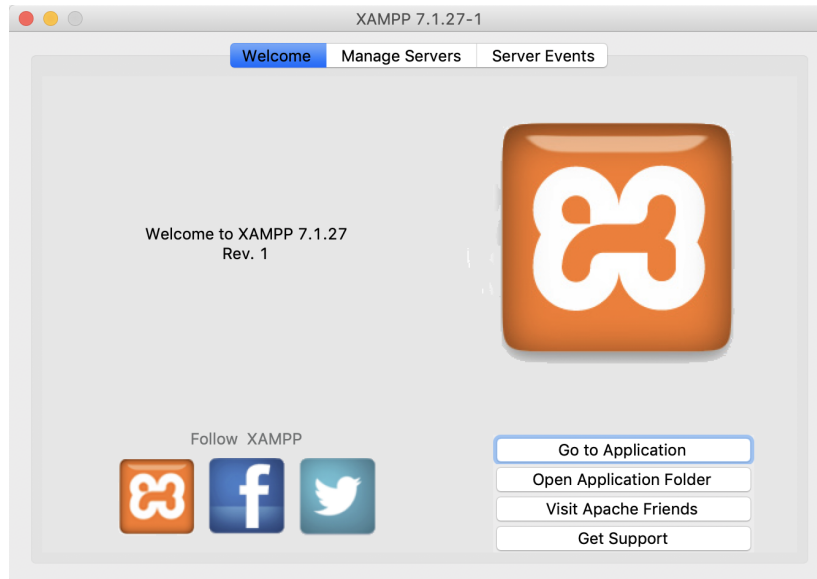 XAMPP 7.1.27-1
Welcome
Manage Servers
Server Events
Welcome to XAMPP 7.1.27
Rev. 1
Follow XAMPP
Go to Application
Open Application Folder
Visit Apache Friends
Get Support